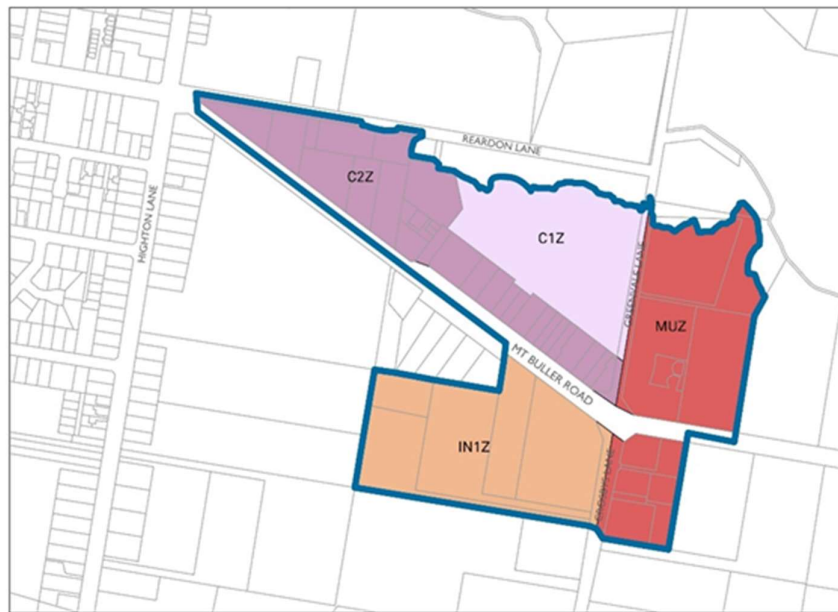 REARDON LANE
C2Z
HIGHTON LANE
C1Z
MUZ
MT BULLER ROAD
IN1Z